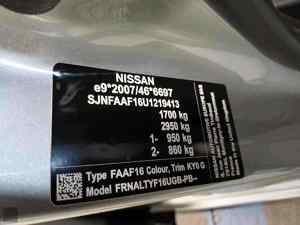 NISSAN
e9*2007/46*6697
SJNFAAF16U1219413
1700 kg
2950 kg
1- 950 kg
2- 860 kg
Type FAAF16 Colour, Trim KY0 G
Model FRNALTYF16UGB-PB--